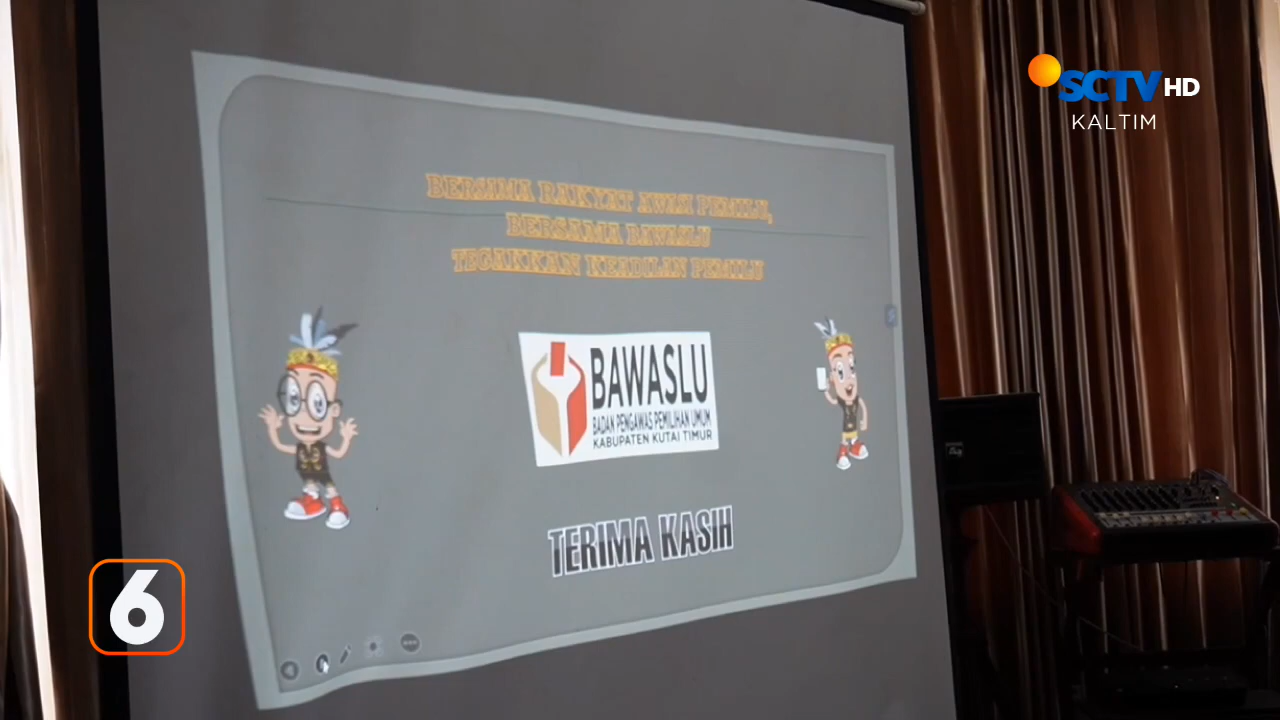 SCTV HD
KALTIM
BERSAMA RAKYAT AWASI PEMILU,
BERSAMA BAWASLU
TEGAKKAN KEADILAN PEMILU
BAWASLU
BADAN PENGAWAS PEMILIHAN UMUM
KABUPATEN KUTAI TIMUR
TERIMA KASIH
6